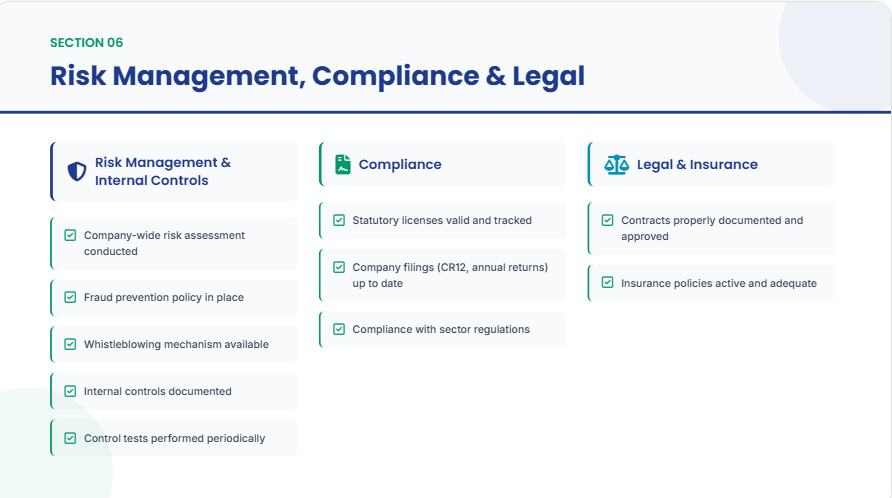 SECTION 06
Risk Management, Compliance & Legal
Risk Management &
Internal Controls
Company-wide risk assessment
conducted
Fraud prevention policy in place
Whistleblowing mechanism available
Internal controls documented
Control tests performed periodically
Compliance
Statutory licenses valid and tracked
Company filings (CR12, annual returns)
up to date
Compliance with sector regulations
Legal & Insurance
Contracts properly documented and
approved
Insurance policies active and adequate